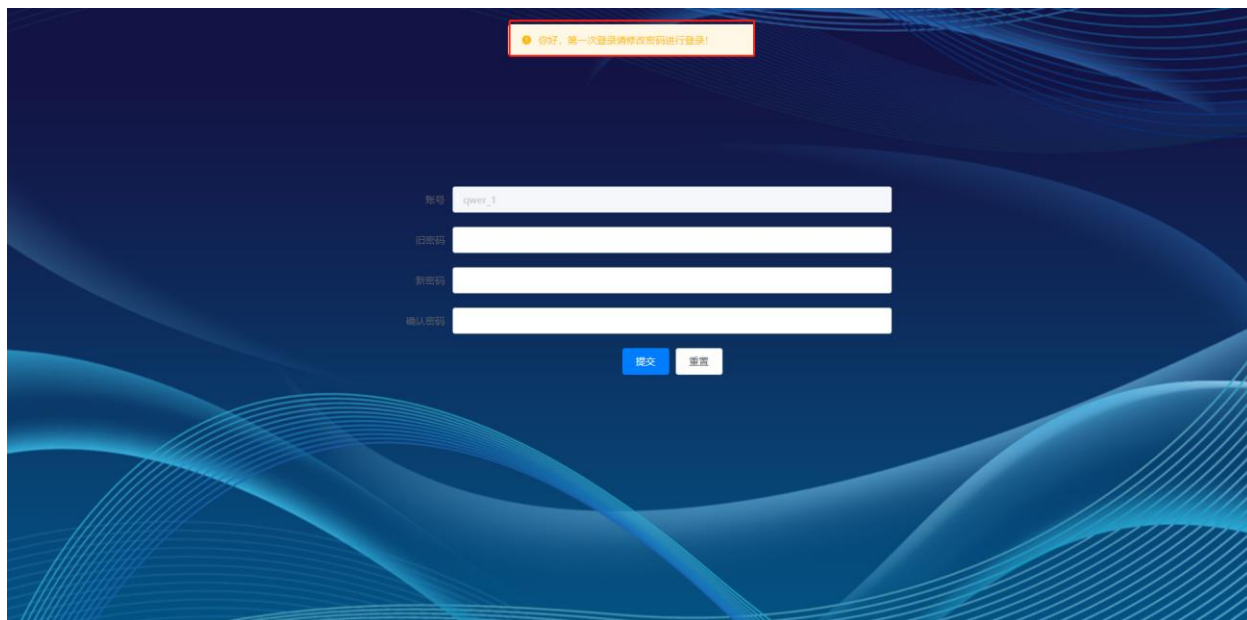 你好，第一次登录请修改密码进行登录！
账号 qwer_1
旧密码
新密码
确认密码
提交 重置